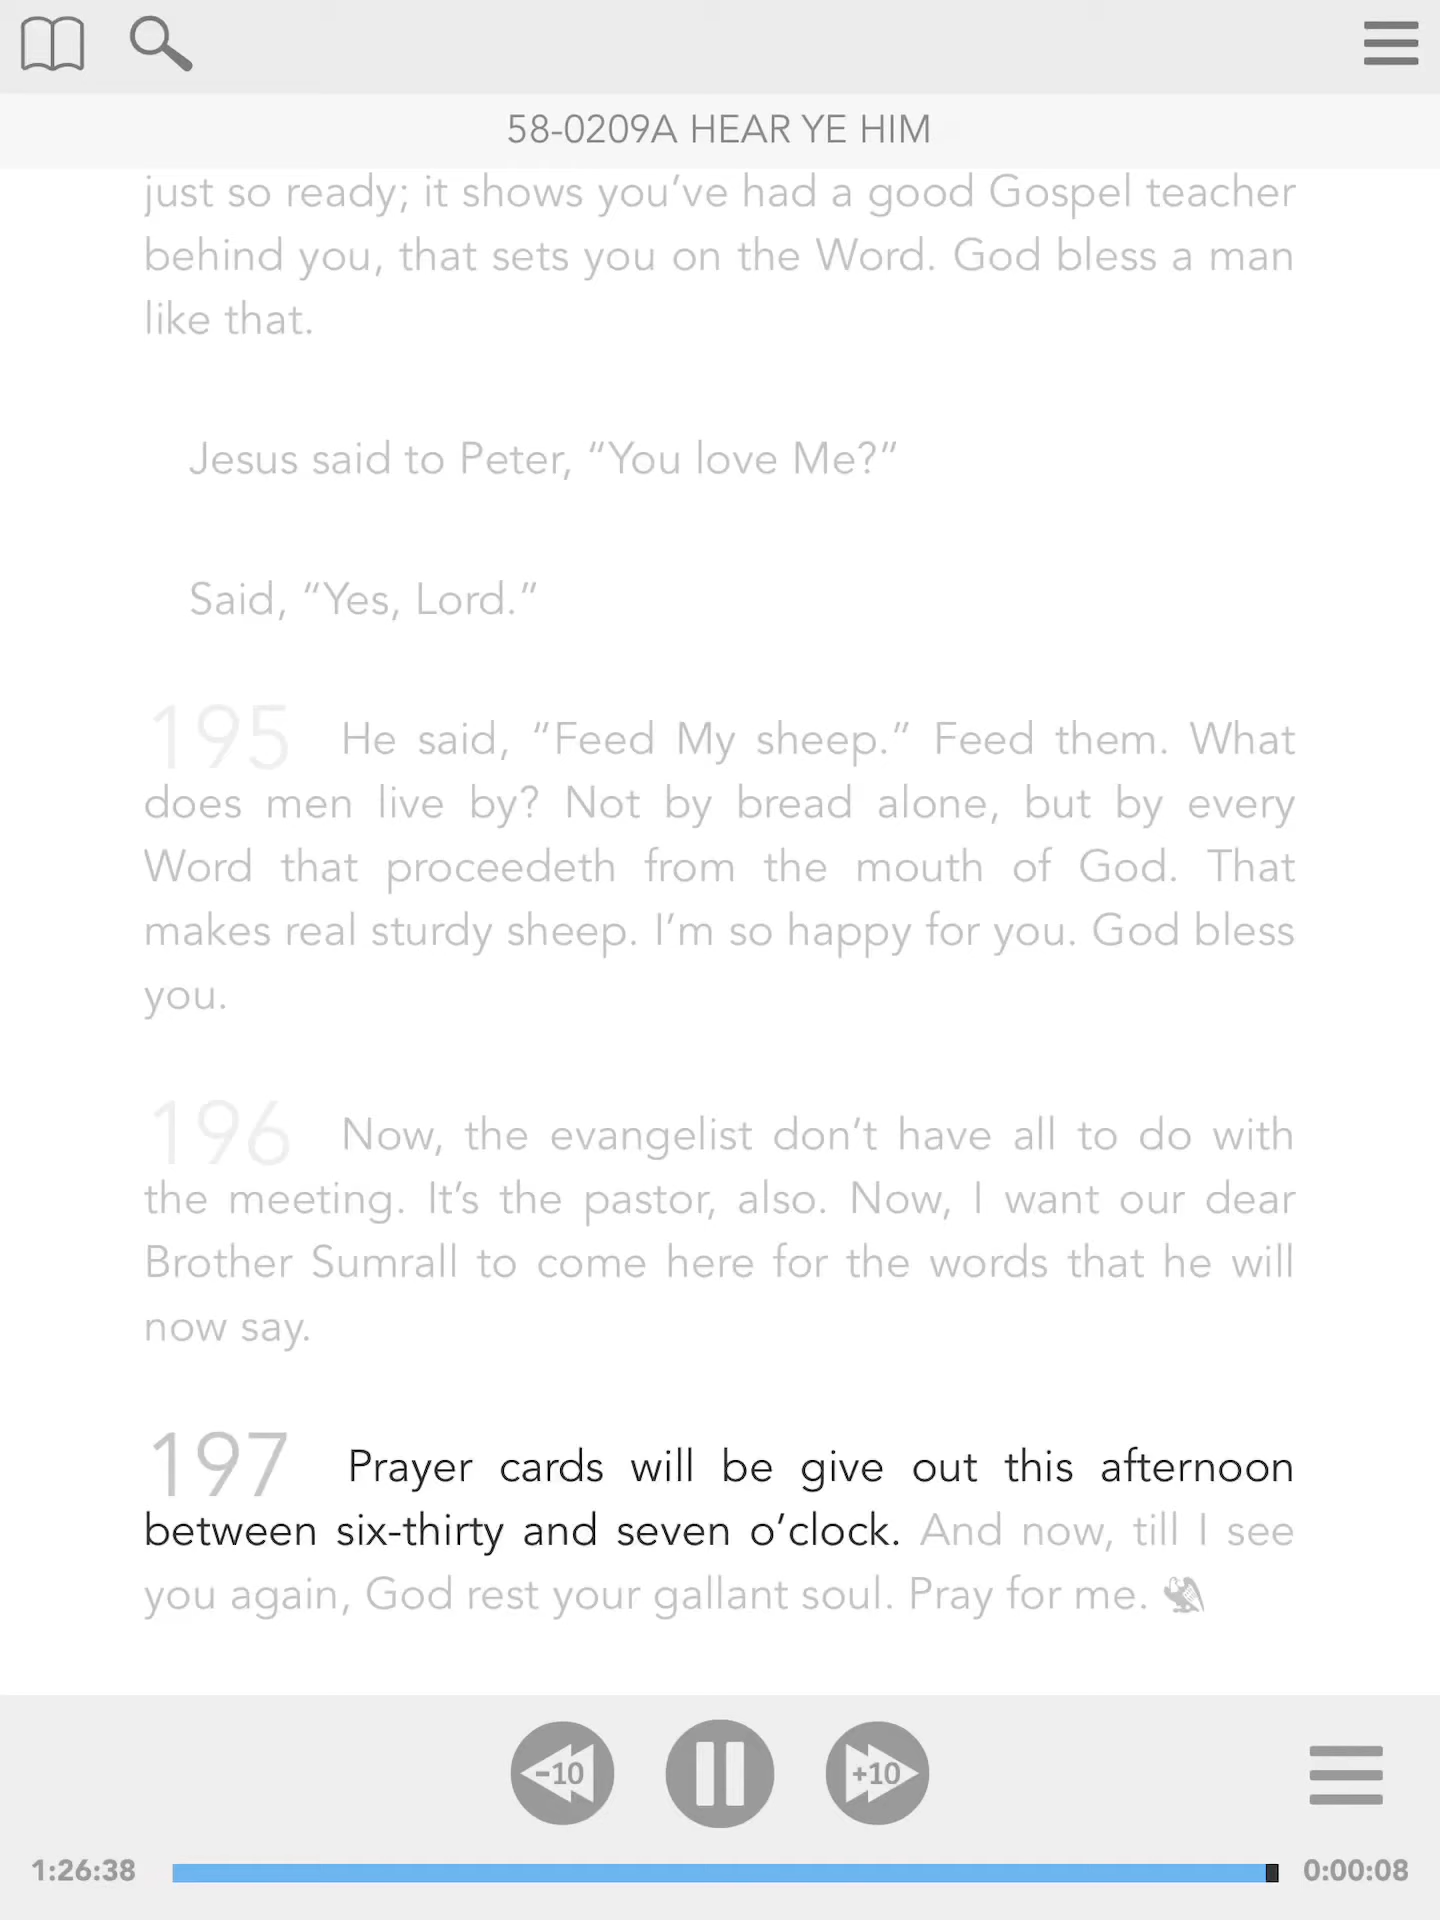 58-0209A HEAR YE HIM
just so ready; it shows you’ve had a good Gospel teacher
behind you, that sets you on the Word. God bless a man
like that.
Jesus said to Peter, “You love Me?”
Said, “Yes, Lord.”
195 He said, “Feed My sheep.” Feed them. What
does men live by? Not by bread alone, but by every
Word that proceedeth from the mouth of God. That
makes real sturdy sheep. I’m so happy for you. God bless
you.
196 Now, the evangelist don’t have all to do with
the meeting. It’s the pastor, also. Now, I want our dear
Brother Sumrall to come here for the words that he will
now say.
197 Prayer cards will be give out this afternoon
between six-thirty and seven o’clock. And now, till I see
you again, God rest your gallant soul. Pray for me.
-10 +10
1:26:38 0:00:08